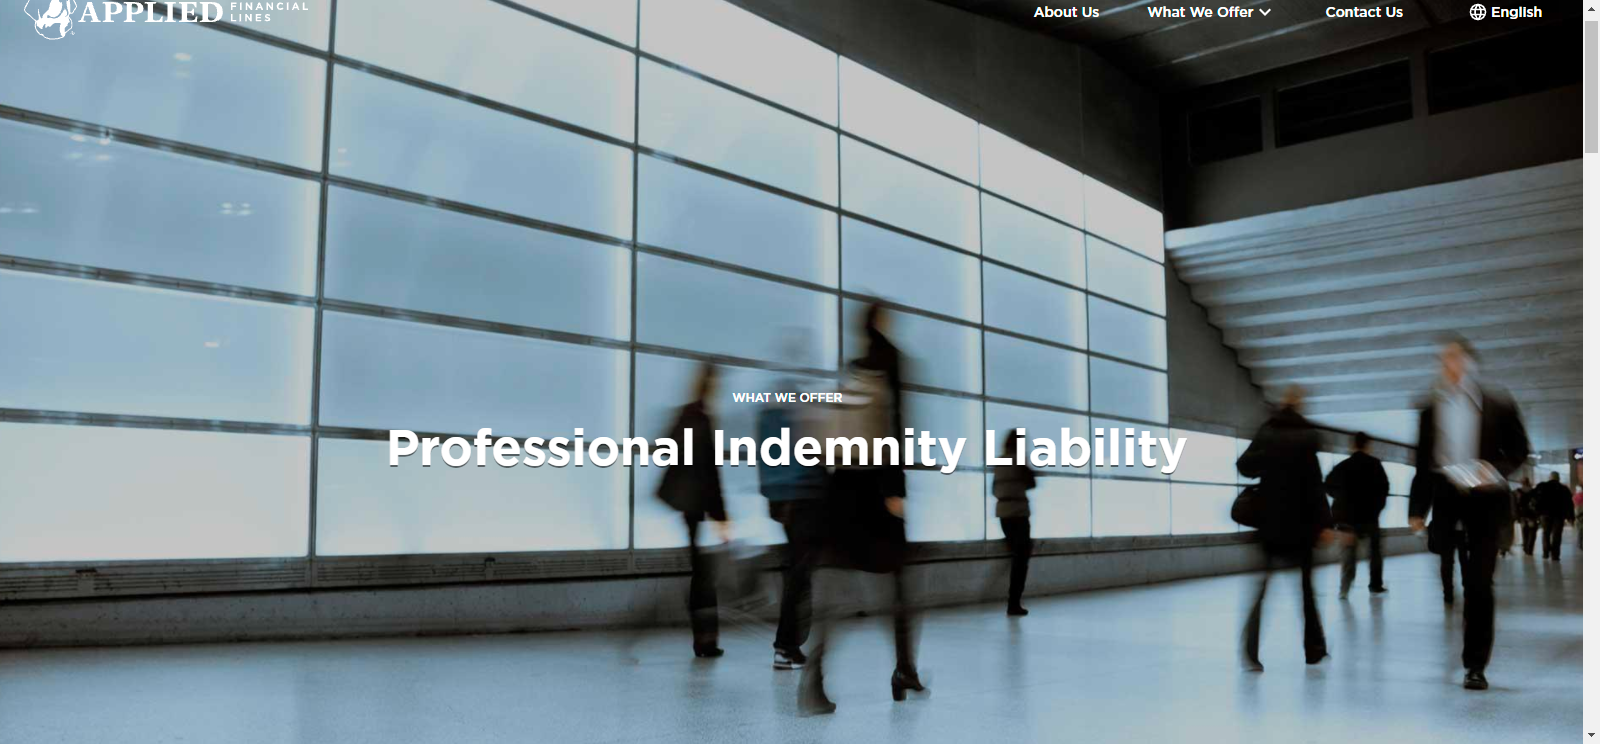 APPLIED FINANCIAL
LINES
About Us
What We Offer
Contact Us
English
WHAT WE OFFER
Professional Indemnity Liability